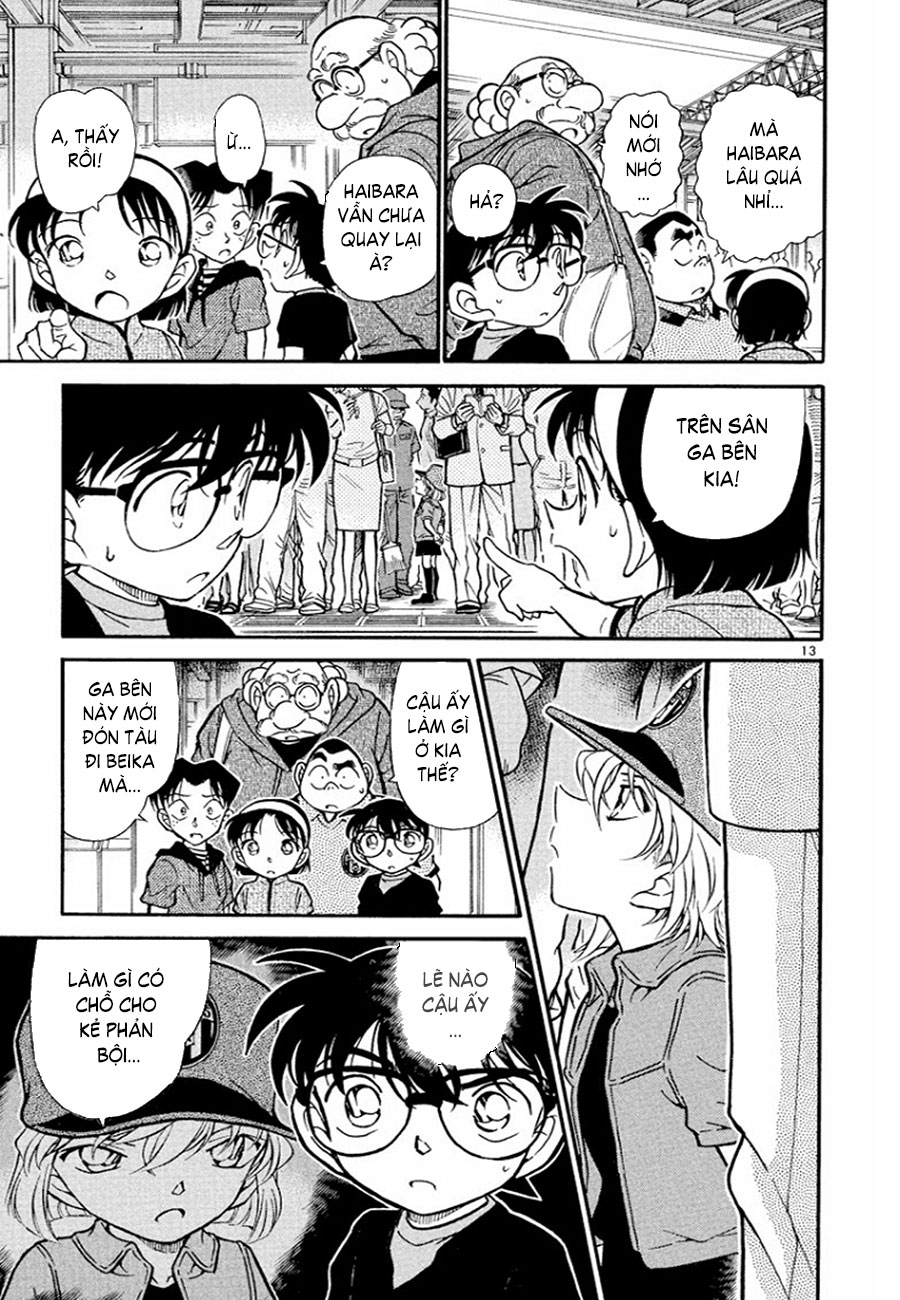 MÀ
HAIBARA
LÂU QUÁ
NHỈ...
NÓI
MỚI
NHỚ
...
HẢ?
HAIBARA
VẪN CHƯA
QUAY LẠI
À?
Ừ...
A, THẤY
RỒI!
TRÊN SÂN
GA BÊN
KIA!
13
CẬU ẤY
LÀM GÌ
Ở KIA
THẾ?
GA BÊN
NÀY MỚI
ĐÓN TÀU
ĐI BEIKA
MÀ...
LẼ NÀO
CẬU ẤY
...
LÀM GÌ CÓ
CHỖ CHO
KẺ PHẢN
BỘI...